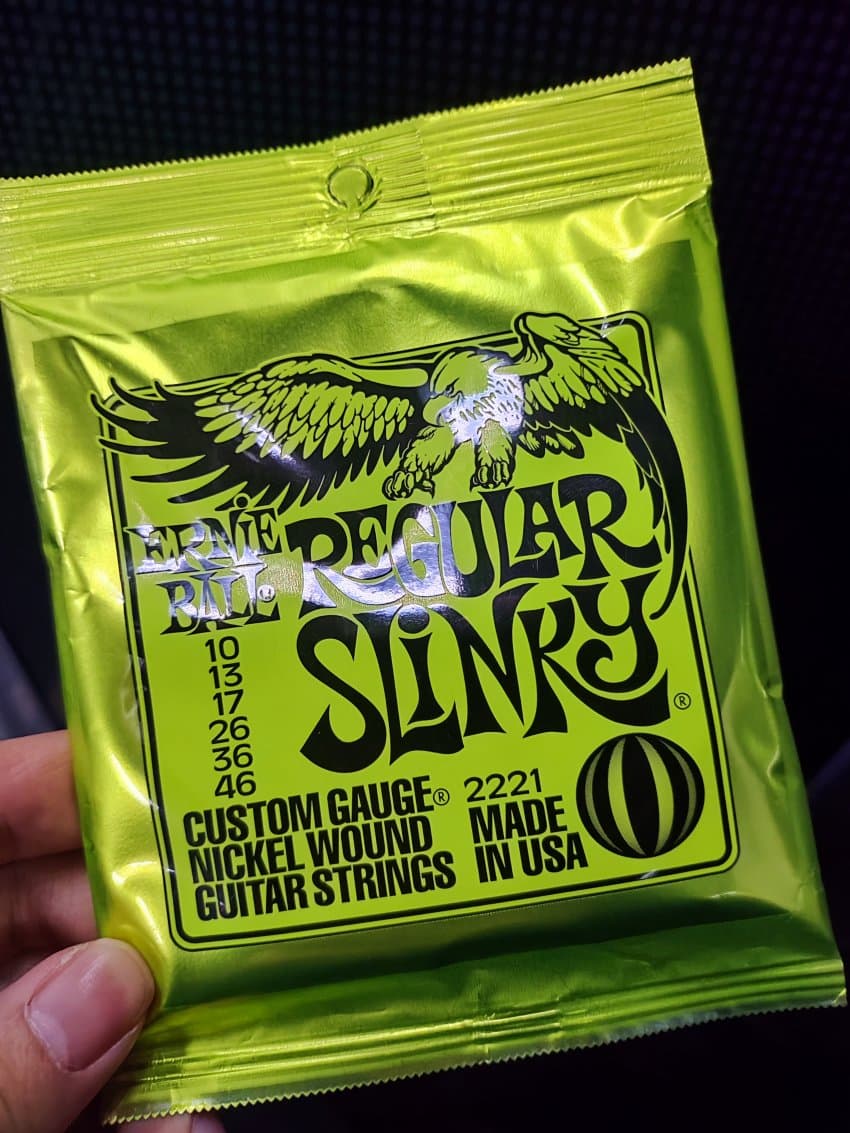 ERNiE
BALL
REGULAR
SLiNKY®
10
13
17
26
36
46
CUSTOM GAUGE®
NICKEL WOUND
GUITAR STRINGS
2221
MADE
IN USA